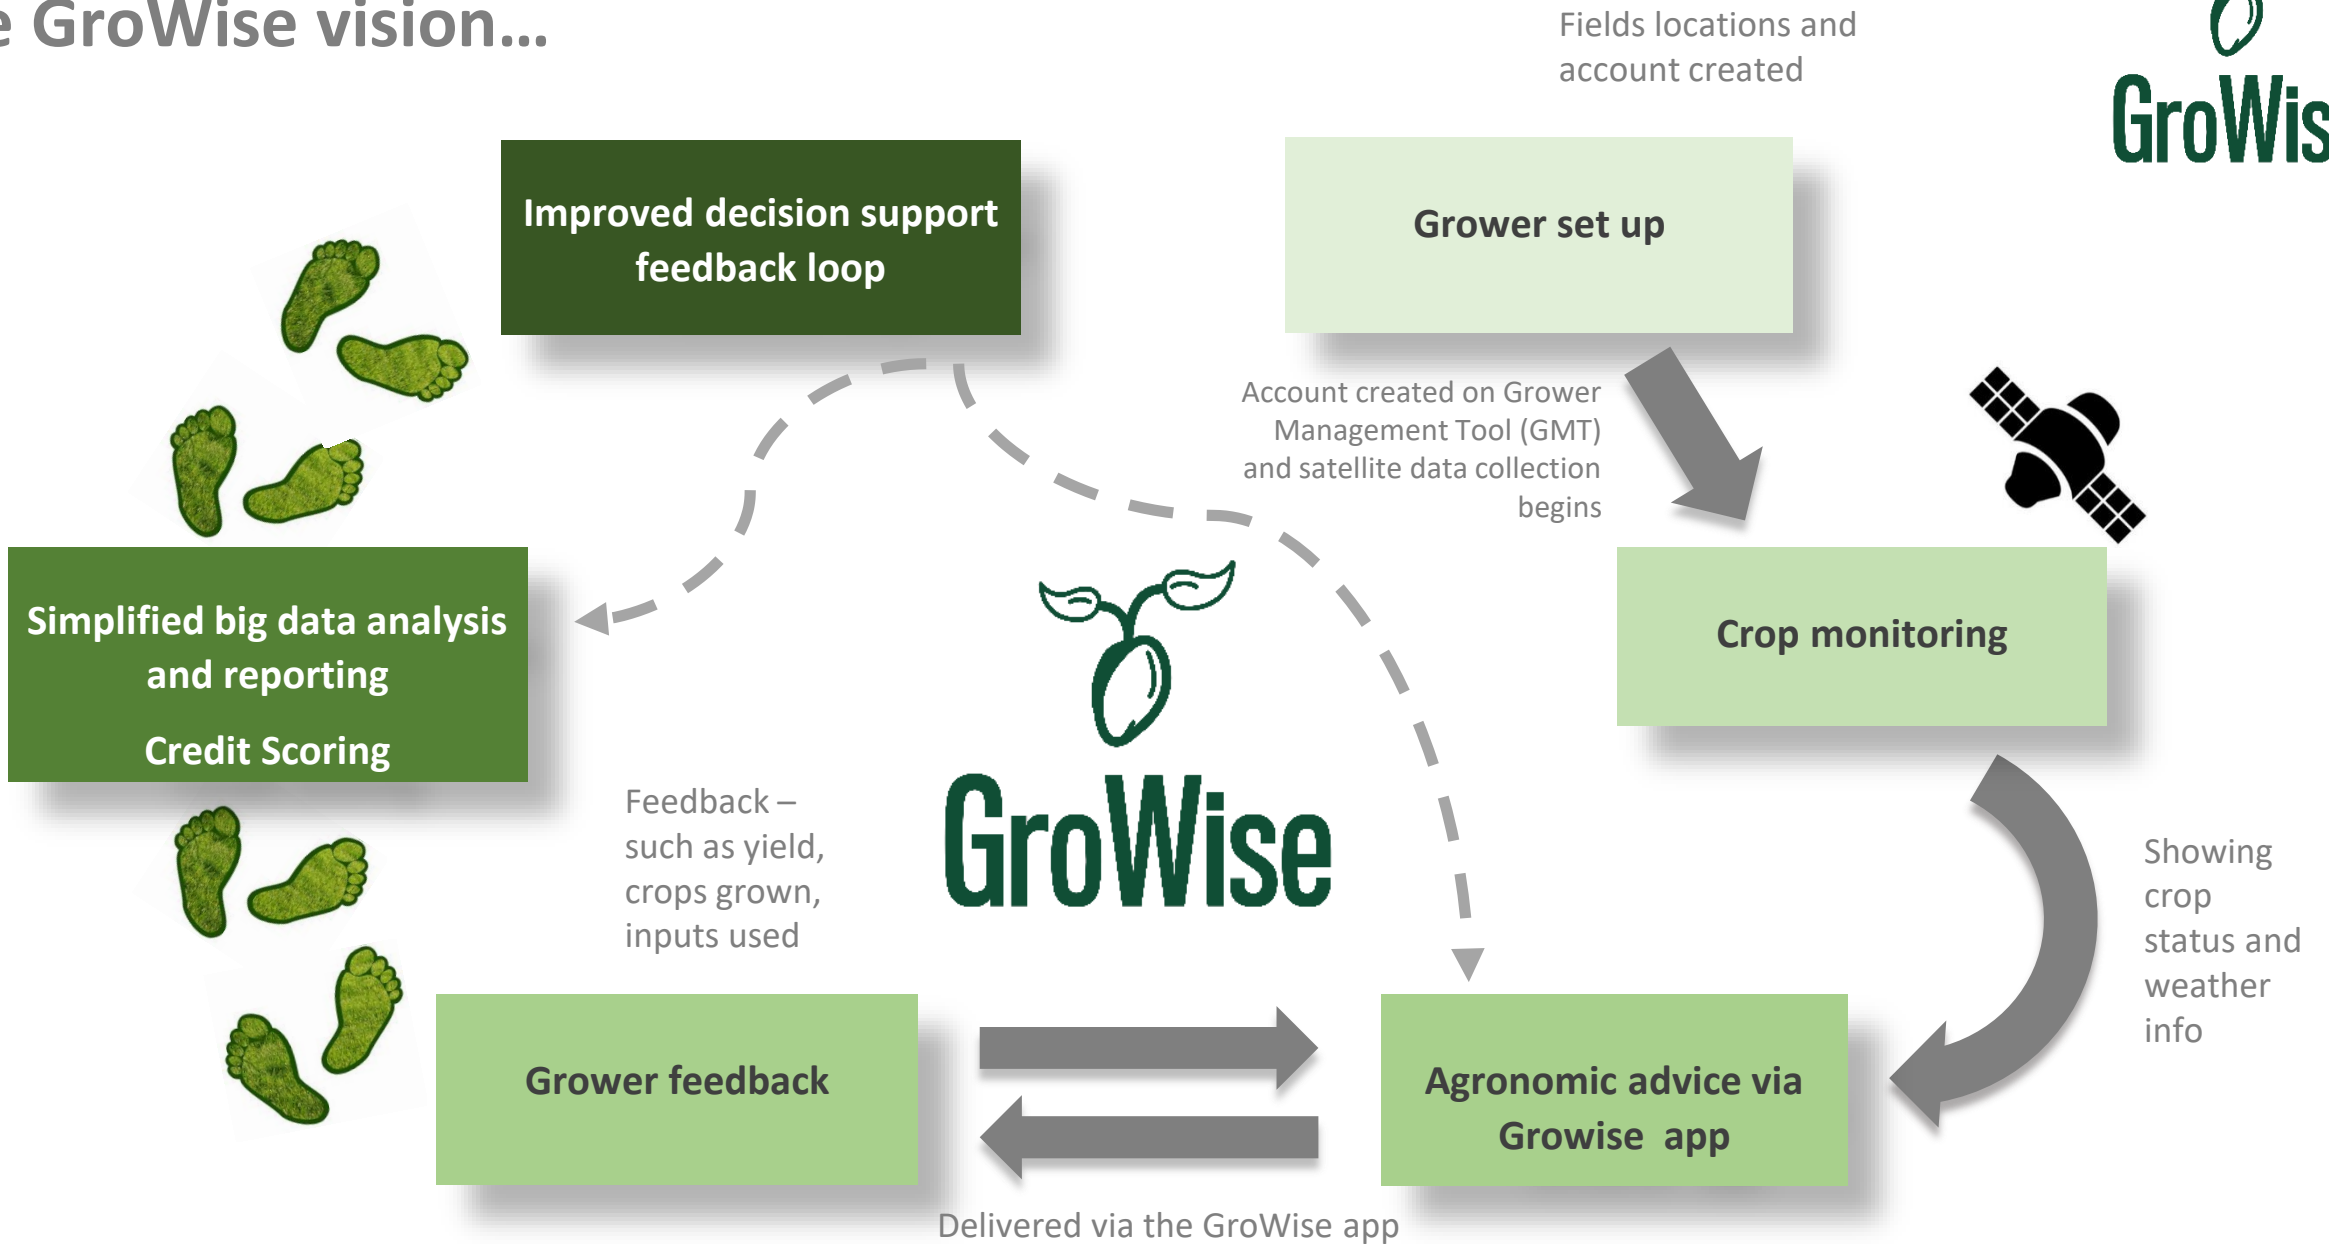 GroWise vision…
Fields locations and
account created
GroWis
Improved decision support
feedback loop
Grower set up
Account created on Grower
Management Tool (GMT)
and satellite data collection
begins
Simplified big data analysis
and reporting
Credit Scoring
Crop monitoring
GroWise
Feedback –
such as yield,
crops grown,
inputs used
Showing
crop
status and
weather
info
Grower feedback
Agronomic advice via
Growise app
Delivered via the GroWise app